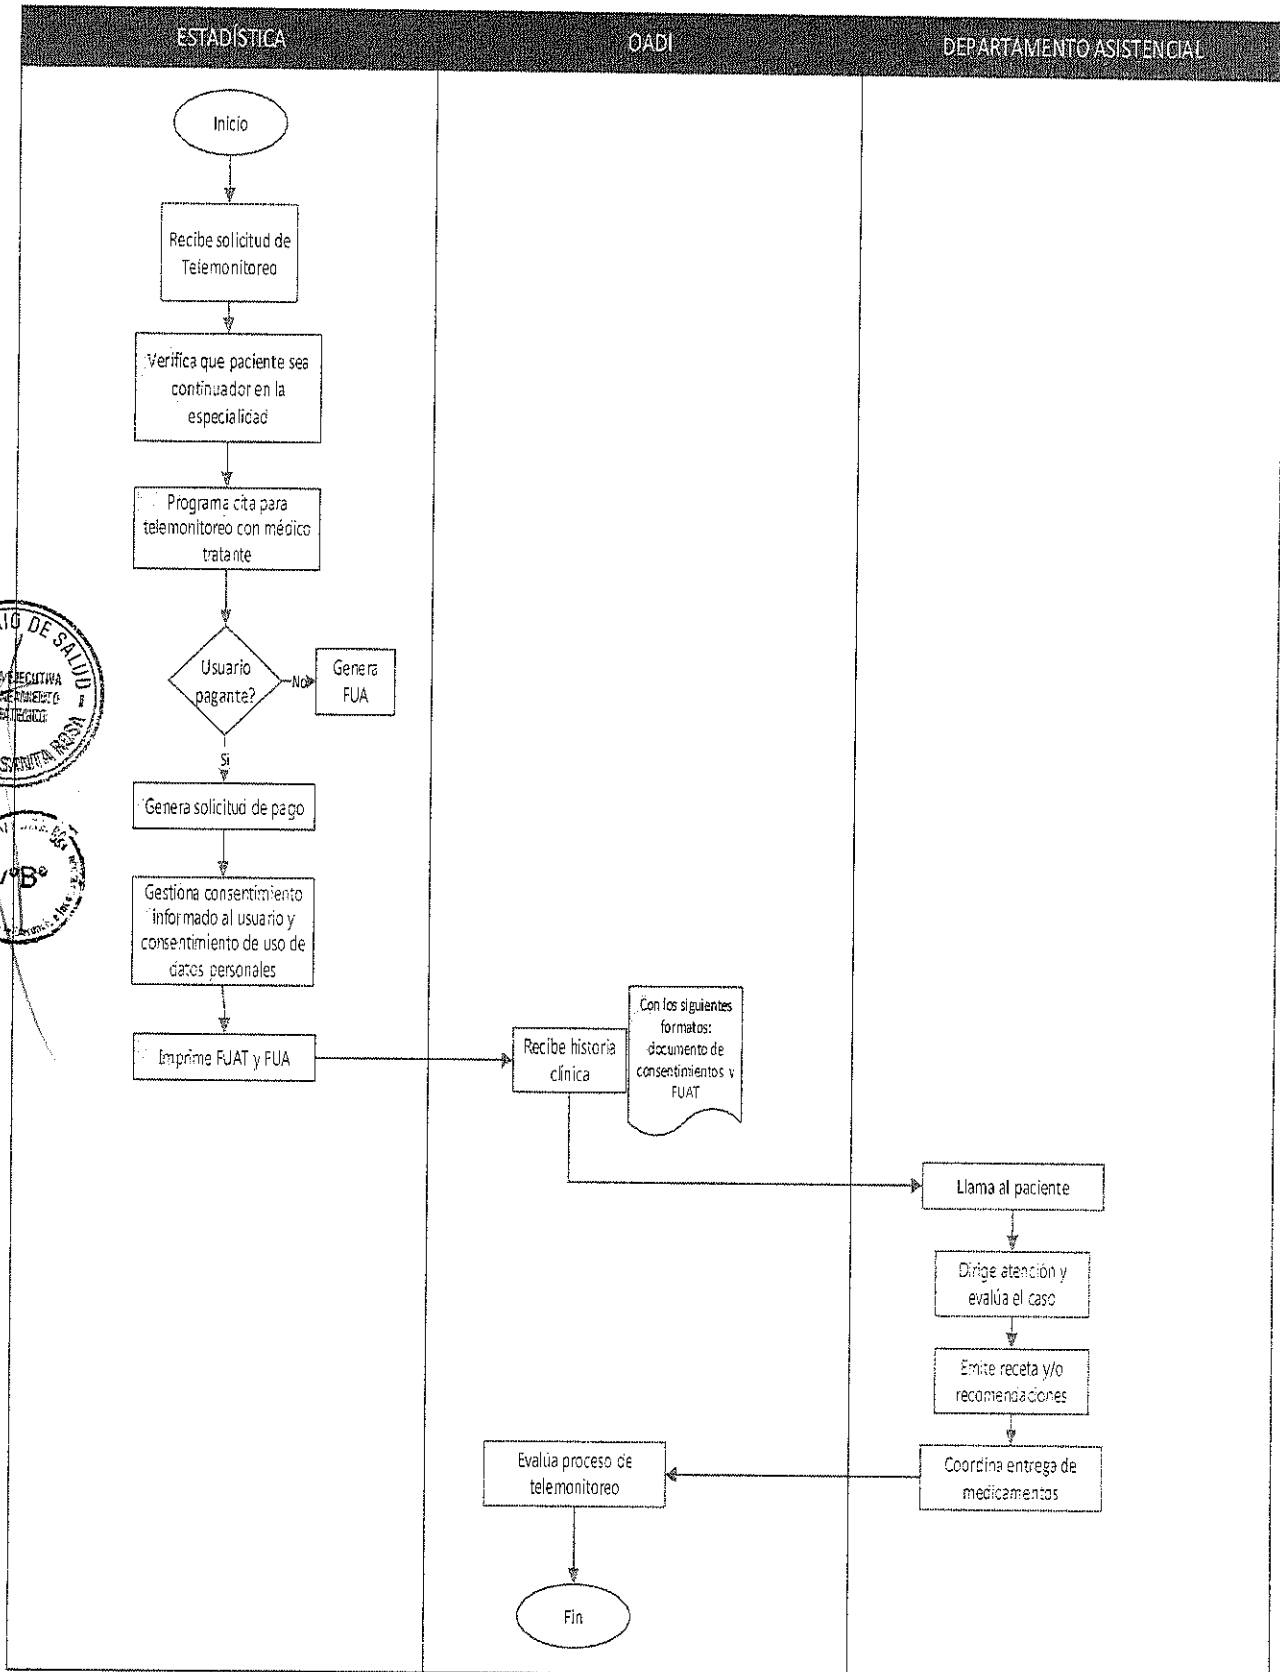 ESTADÍSTICA
OADI
DEPARTAMENTO ASISTENCIAL
Inicio
Recibe solicitud de
Telemonitoreo
Verifica que paciente sea
continuador en la
especialidad
Programa cita para
telemonitoreo con médico
tratante
Usuario
pagante?
No
Genera
FUA
Si
Genera solicitud de pago
Gestiona consentimiento
informado al usuario y
consentimiento de uso de
datos personales
Imprime FUAT y FUA
Recibe historia
clínica
Con los siguientes
formatos:
documento de
consentimientos y
FUAT
Llama al paciente
Dirige atención y
evalúa el caso
Emite receta y/o
recomendaciones
Coordina entrega de
medicamentos
Evalúa proceso de
telemonitoreo
Fin
DE SALUD
SANTA ROSA
V°B°